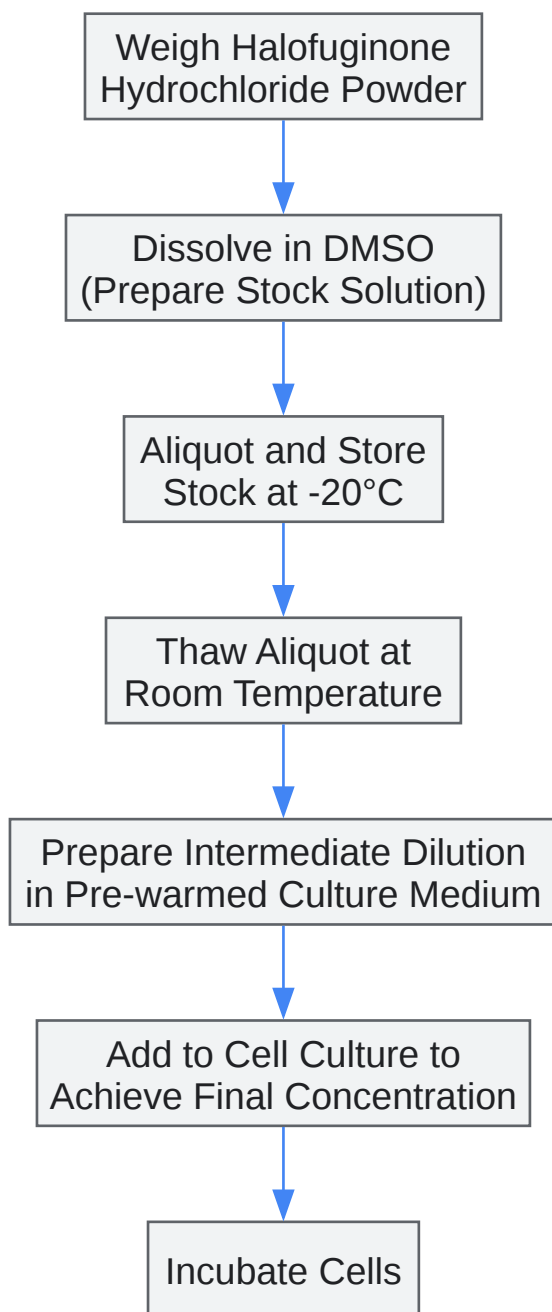 Weigh Halofuginone
Hydrochloride Powder
Dissolve in DMSO
(Prepare Stock Solution)
Aliquot and Store
Stock at -20°C
Thaw Aliquot at
Room Temperature
Prepare Intermediate Dilution
in Pre-warmed Culture Medium
Add to Cell Culture to
Achieve Final Concentration
Incubate Cells